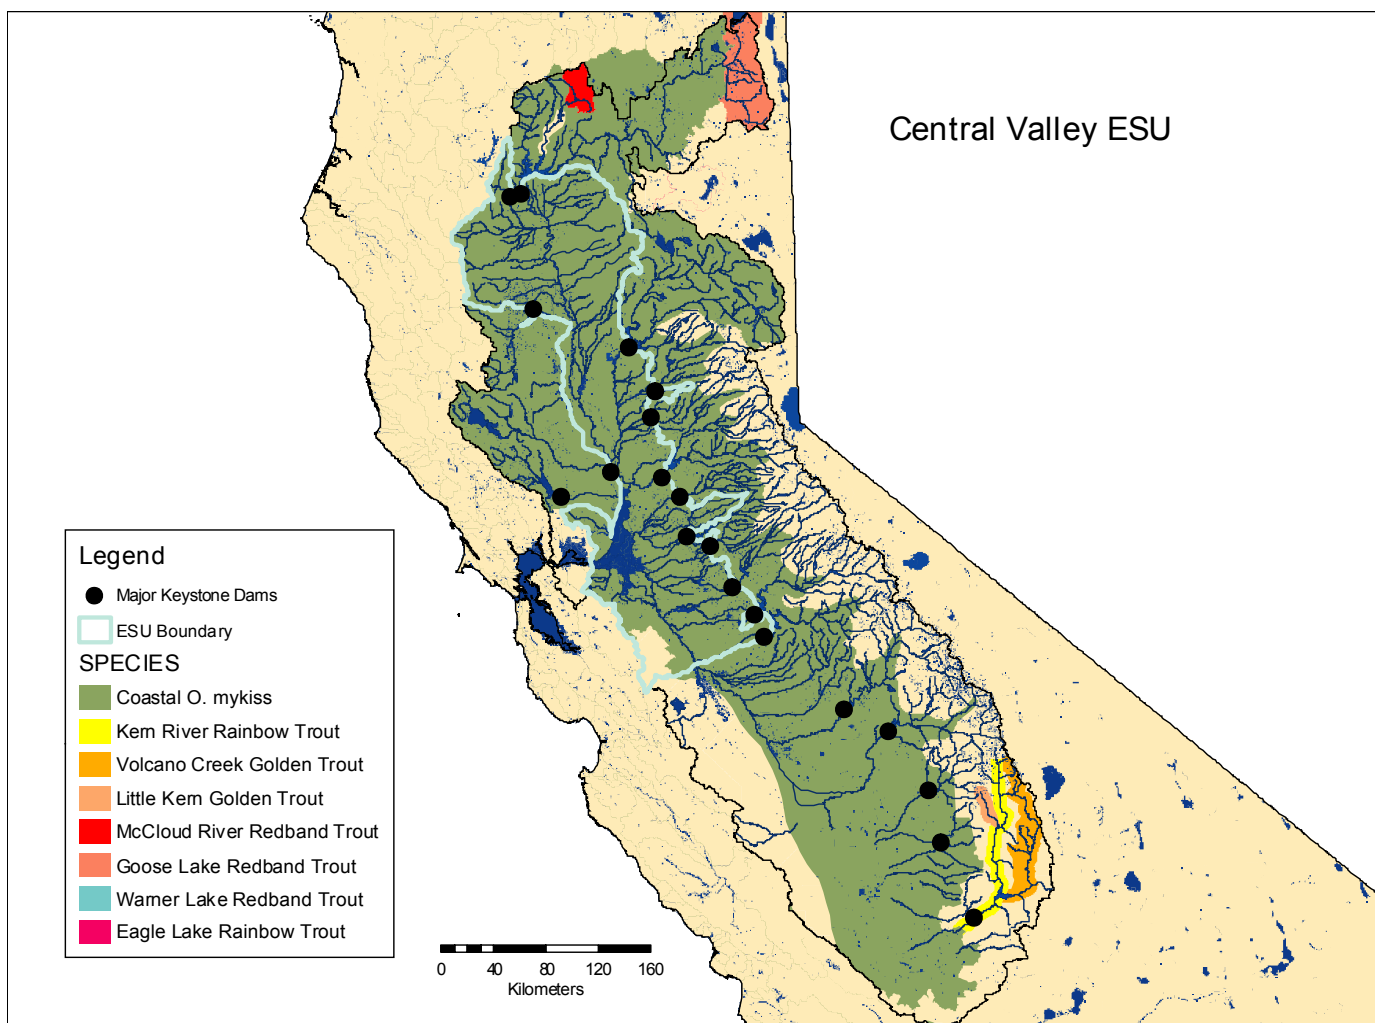 Central Valley ESU
Legend
Major Keystone Dams
ESU Boundary
SPECIES
Coastal O. mykiss
Kern River Rainbow Trout
Volcano Creek Golden Trout
Little Kern Golden Trout
McCloud River Redband Trout
Goose Lake Redband Trout
Warner Lake Redband Trout
Eagle Lake Rainbow Trout
0 40 80 120 160
Kilometers